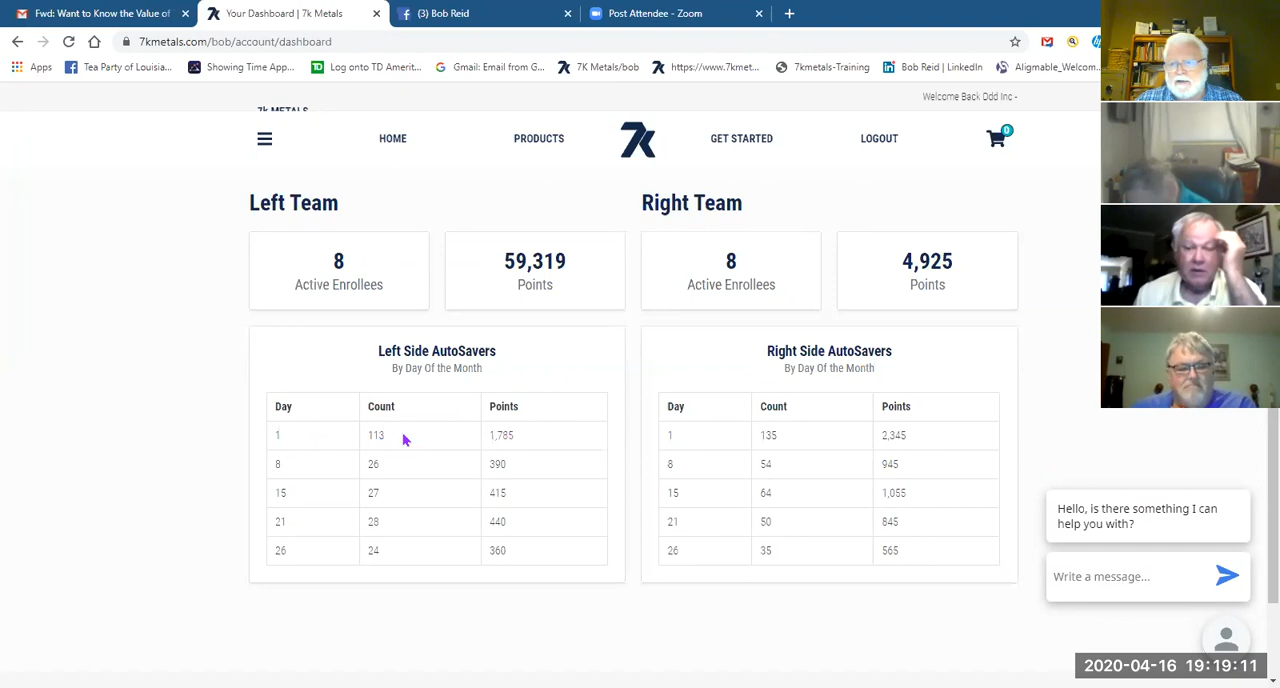 Fwd: Want to Know the Value of
Your Dashboard | 7k Metals
(3) Bob Reid
Post Attendee - Zoom
7kmetals.com/bob/account/dashboard
Apps
Tea Party of Louisia...
Showing Time App...
Log onto TD Amerit...
Gmail: Email from G...
7K Metals/bob
https://www.7kmet...
7kmetals-Training
Bob Reid | LinkedIn
Aligmable_Welcom...
Welcome Back Ddd Inc -
7k METALS
HOME
PRODUCTS
7k
GET STARTED
LOGOUT
0
Left Team
Right Team
8
Active Enrollees
59,319
Points
8
Active Enrollees
4,925
Points
Left Side AutoSavers
By Day Of the Month
Day Count Points
1 113 1,785
8 26 390
15 27 415
21 28 440
26 24 360
Right Side AutoSavers
By Day Of the Month
Day Count Points
1 135 2,345
8 54 945
15 64 1,055
21 50 845
26 35 565
Hello, is there something I can
help you with?
Write a message...
2020-04-16 19:19:11